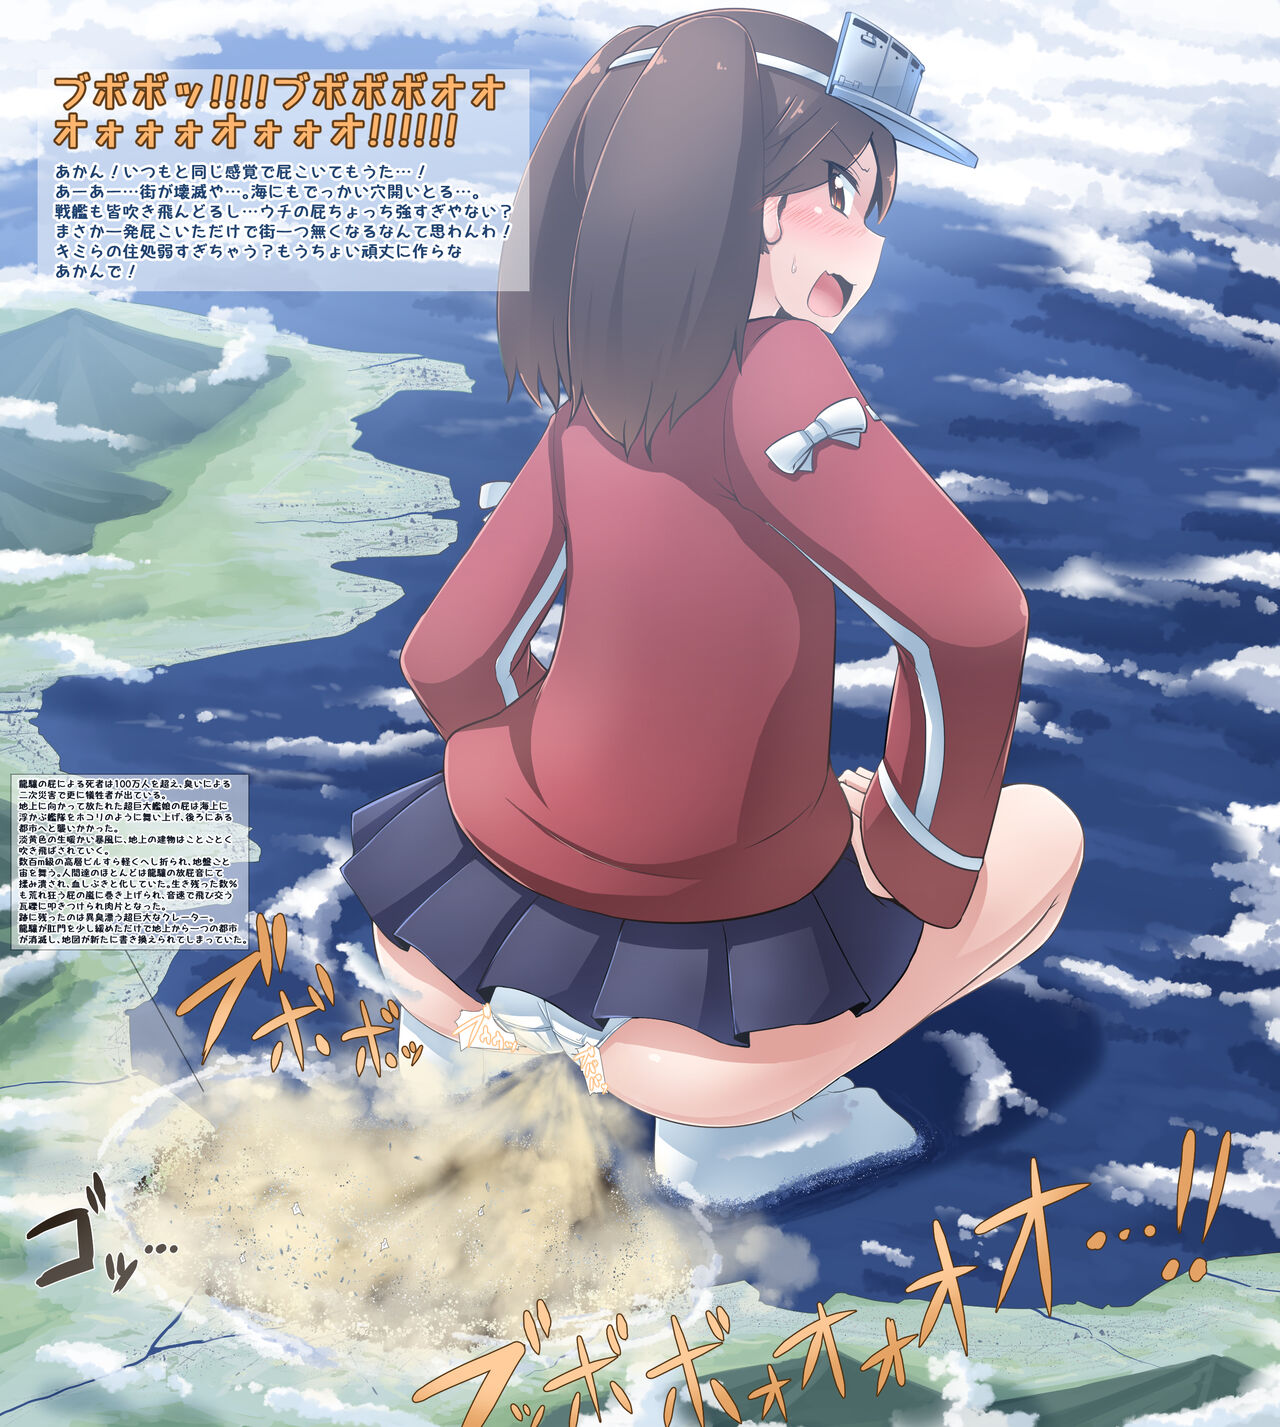 ブボボッ!!!!ブボボボオオ
オォォォオォォオ!!!!!!
あかん！いつもと同じ感覚で屁こいてもうた…！
あーあー…街が壊滅や…。海にもでっかい穴開いとる…。
戦艦も皆吹き飛んどるし…ウチの屁ちょっち強すぎやない？
まさか一発屁こいただけで街一つ無くなるなんて思わんわ！
キミらの住処弱すぎちゃう？もうちょい頑丈に作らな
あかんで！
龍驤の屁による死者は100万人を超え、臭いによる
二次災害で更に犠牲者が出ている。
地上に向かって放たれた超巨大艦娘の屁は海上に
浮かぶ艦隊をホコリのように舞い上げ、後ろにある
都市へと襲いかかった。
淡黄色の生暖かい暴風に、地上の建物はことごとく
吹き飛ばされていく。
数百m級の高層ビルすら軽くへし折られ、地盤ごと
宙を舞う。人間達のほとんどは龍驤の放屁音にて
揉み潰され、血しぶきと化していた。生き残った数%
も荒れ狂う屁の嵐に巻き上げられ、音速で飛び交う
瓦礫に叩きつけられ肉片となった。
跡に残ったのは異臭漂う超巨大なクレーター。
龍驤が肛門を少し緩めただけで地上から一つの都市
が消滅し、地図が新たに書き換えられてしまっていた。
ブボボッ
ゴッ…
ブボボォオォオオ…!!